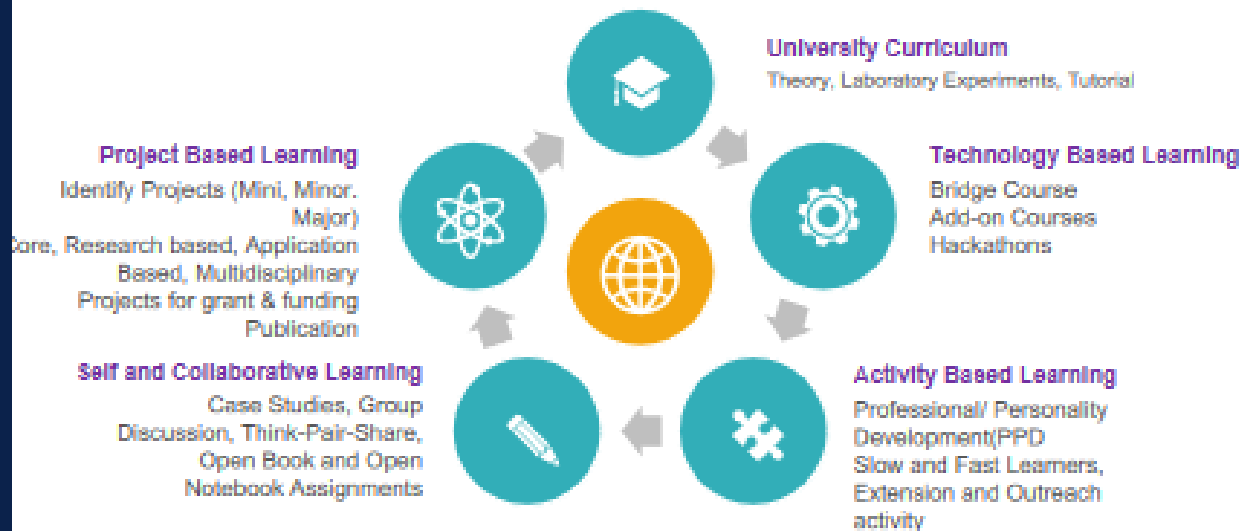 University Curriculum
Theory, Laboratory Experiments, Tutorial
Technology Based Learning
Bridge Course
Add-on Courses
Hackathons
Activity Based Learning
Professional/ Personality
Development(PPD
Slow and Fast Learners,
Extension and Outreach
activity
Self and Collaborative Learning
Case Studies, Group
Discussion, Think-Pair-Share,
Open Book and Open
Notebook Assignments
Project Based Learning
Identify Projects (Mini, Minor.
Major)
Core, Research based, Application
Based, Multidisciplinary
Projects for grant & funding
Publication